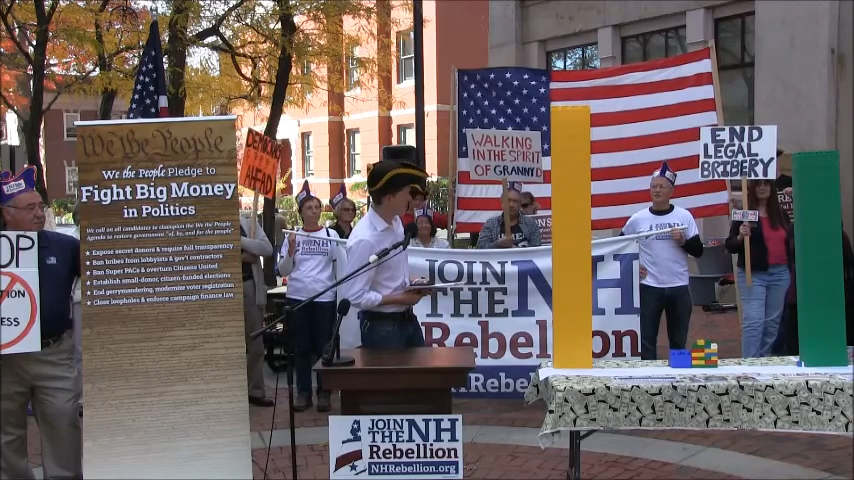 We the People
We the People Pledge to
Fight Big Money
in Politics
We call on all candidates to champion the We the People
Agenda to restore government "of, by, and for the people"
Expose secret donors & require full transparency
Ban bribes from lobbyists & gov't contractors
Ban Super PACs & overturn Citizens United
Establish small-donor, citizen funded elections
End gerrymandering, modernize voter registration
Close loopholes & enforce campaign finance law
AHEAD
WALKING
IN THE SPIRIT
OF GRANNY
END
LEGAL
BRIBERY
NH
Rebellion
JOIN
THE NH
Rebellion
JOIN
THE NH
Rebellion
NHRebellion.org